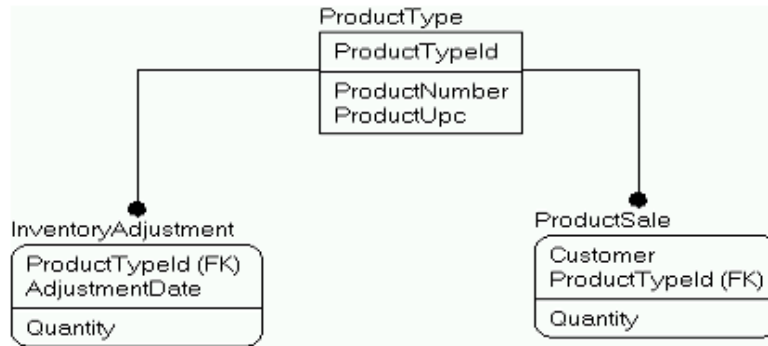 ProductType
ProductTypeId
ProductNumber
ProductUpc
InventoryAdjustment
ProductTypeId (FK)
AdjustmentDate
Quantity
ProductSale
Customer
ProductTypeId (FK)
Quantity